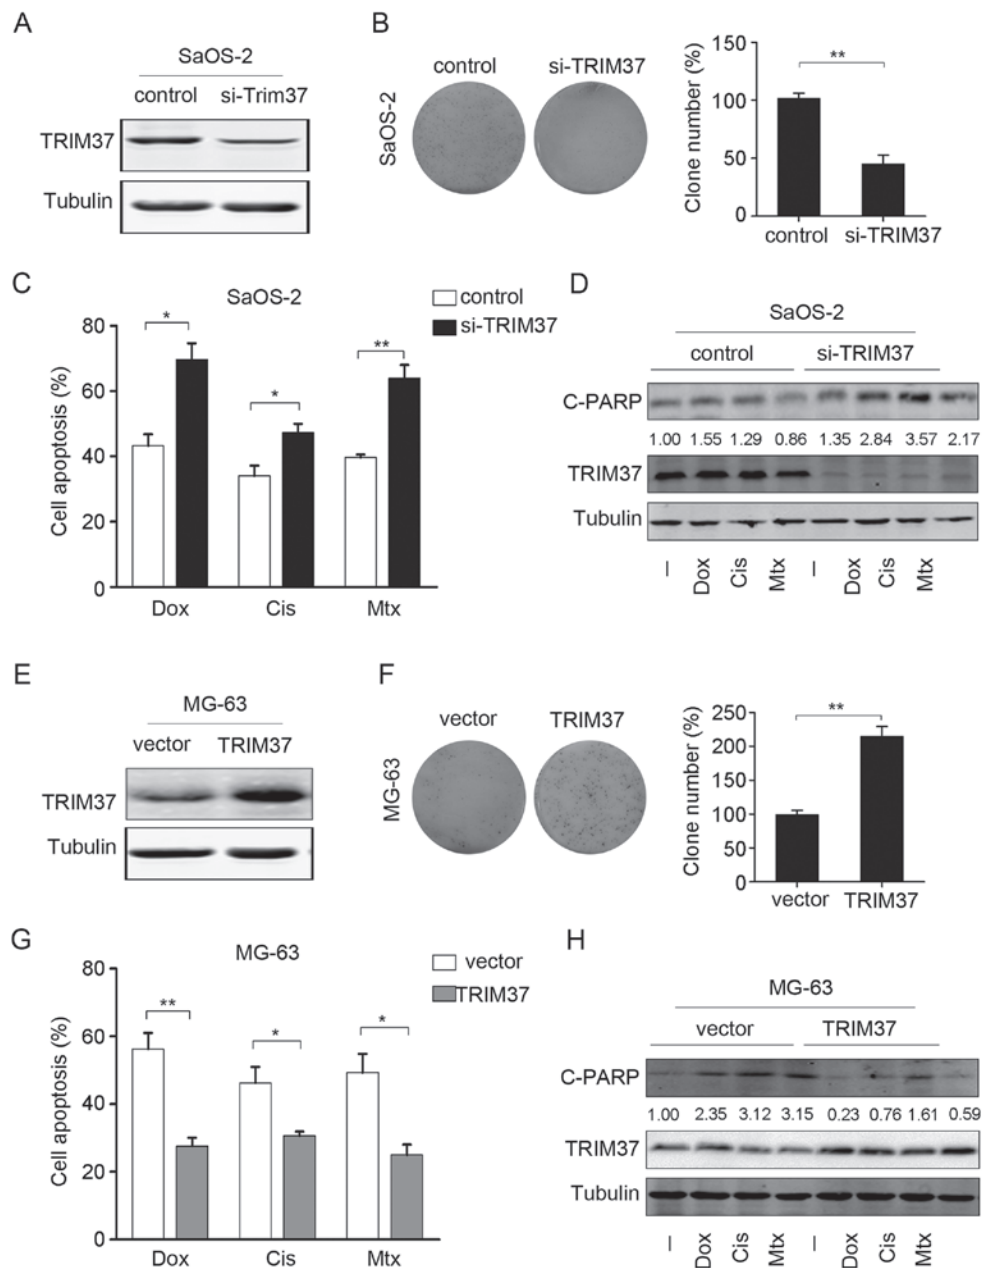 A
SaOS-2
control si-Trim37
TRIM37
Tubulin
B
control si-TRIM37
SaOS-2
Clone number (%)
150
100
50
0
**
control si-TRIM37
C
SaOS-2
control
si-TRIM37
Cell apoptosis (%)
80
60
40
20
0
* * **
Dox Cis Mtx
D
SaOS-2
control si-TRIM37
C-PARP
1.00 1.55 1.29 0.86 1.35 2.84 3.57 2.17
TRIM37
Tubulin
– Dox Cis Mtx – Dox Cis Mtx
E
MG-63
vector TRIM37
TRIM37
Tubulin
F
vector TRIM37
MG-63
Clone number (%)
250
200
150
100
50
0
**
vector TRIM37
G
MG-63
vector
TRIM37
Cell apoptosis (%)
80
60
40
20
0
** * *
Dox Cis Mtx
H
MG-63
vector TRIM37
C-PARP
1.00 2.35 3.12 3.15 0.23 0.76 1.61 0.59
TRIM37
Tubulin
– Dox Cis Mtx – Dox Cis Mtx